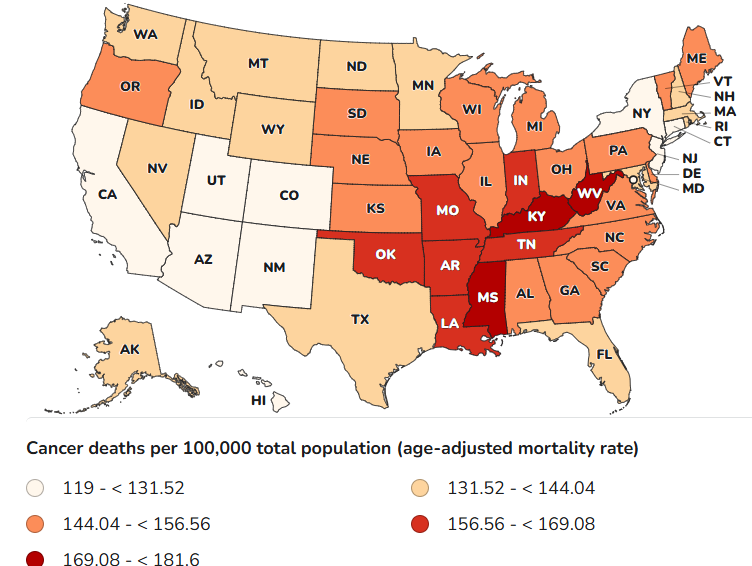 WA
MT
ND
MN
ME
VT
NH
MA
RI
CT
NJ
DE
MD
OR
ID
WY
SD
WI
MI
NY
NV
UT
CO
NE
IA
IL
IN
OH
PA
WV
VA
CA
AZ
NM
KS
MO
KY
OK
AR
TN
NC
SC
TX
LA
MS
AL
GA
FL
AK
HI
Cancer deaths per 100,000 total population (age-adjusted mortality rate)
119 - < 131.52
131.52 - < 144.04
144.04 - < 156.56
156.56 - < 169.08
169.08 - < 181.6